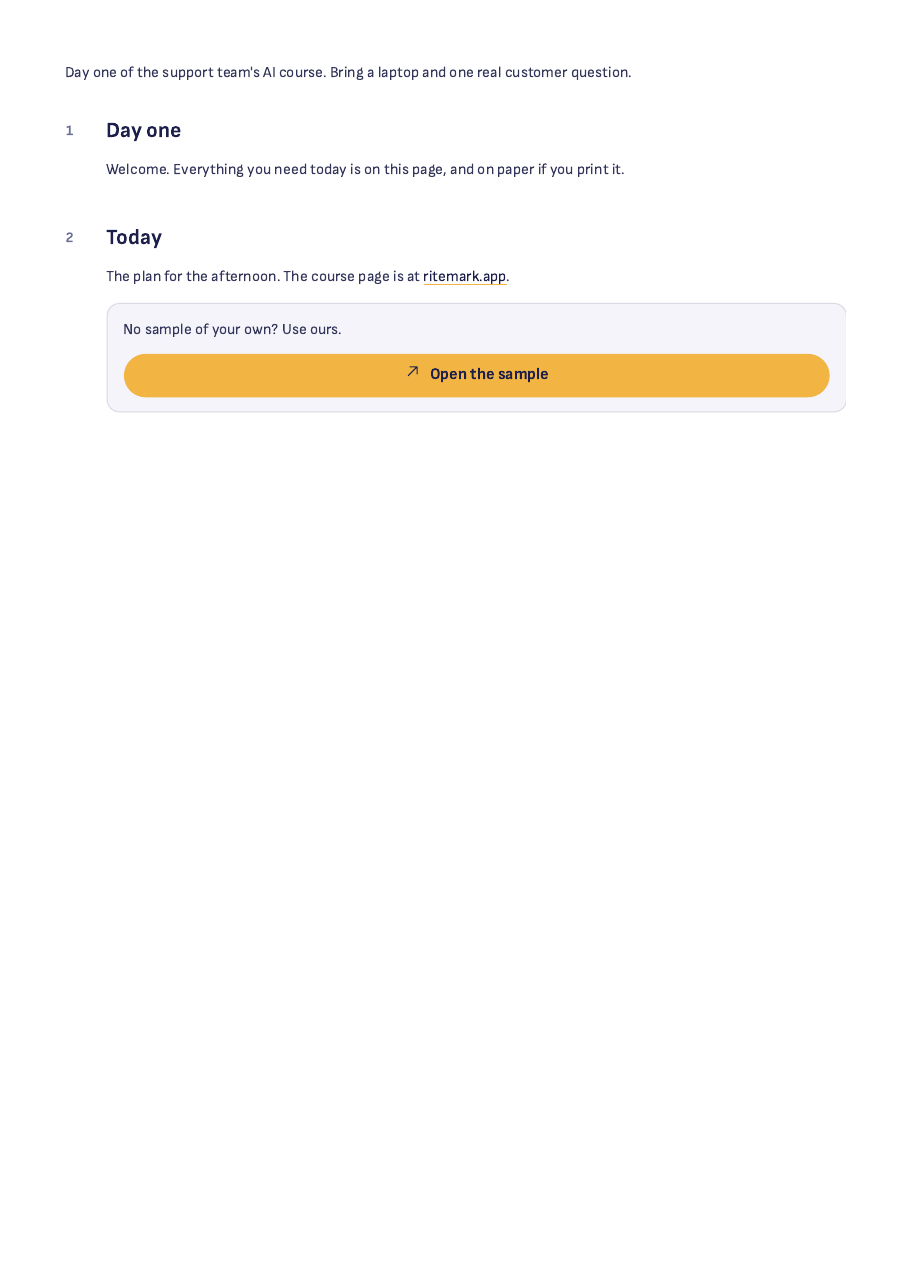 Day one of the support team's AI course. Bring a laptop and one real customer question.
1 Day one
Welcome. Everything you need today is on this page, and on paper if you print it.
2 Today
The plan for the afternoon. The course page is at ritemark.app.
No sample of your own? Use ours.
Open the sample